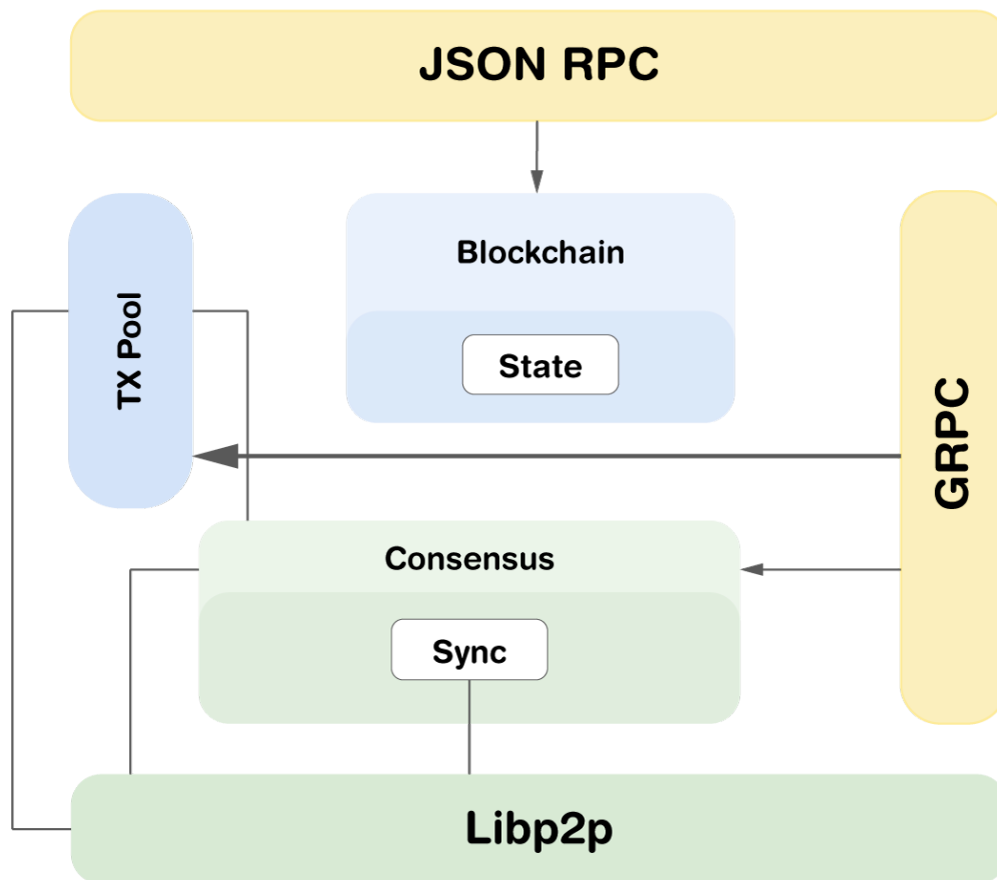 JSON RPC
Blockchain
State
TX Pool
GRPC
Consensus
Sync
Libp2p